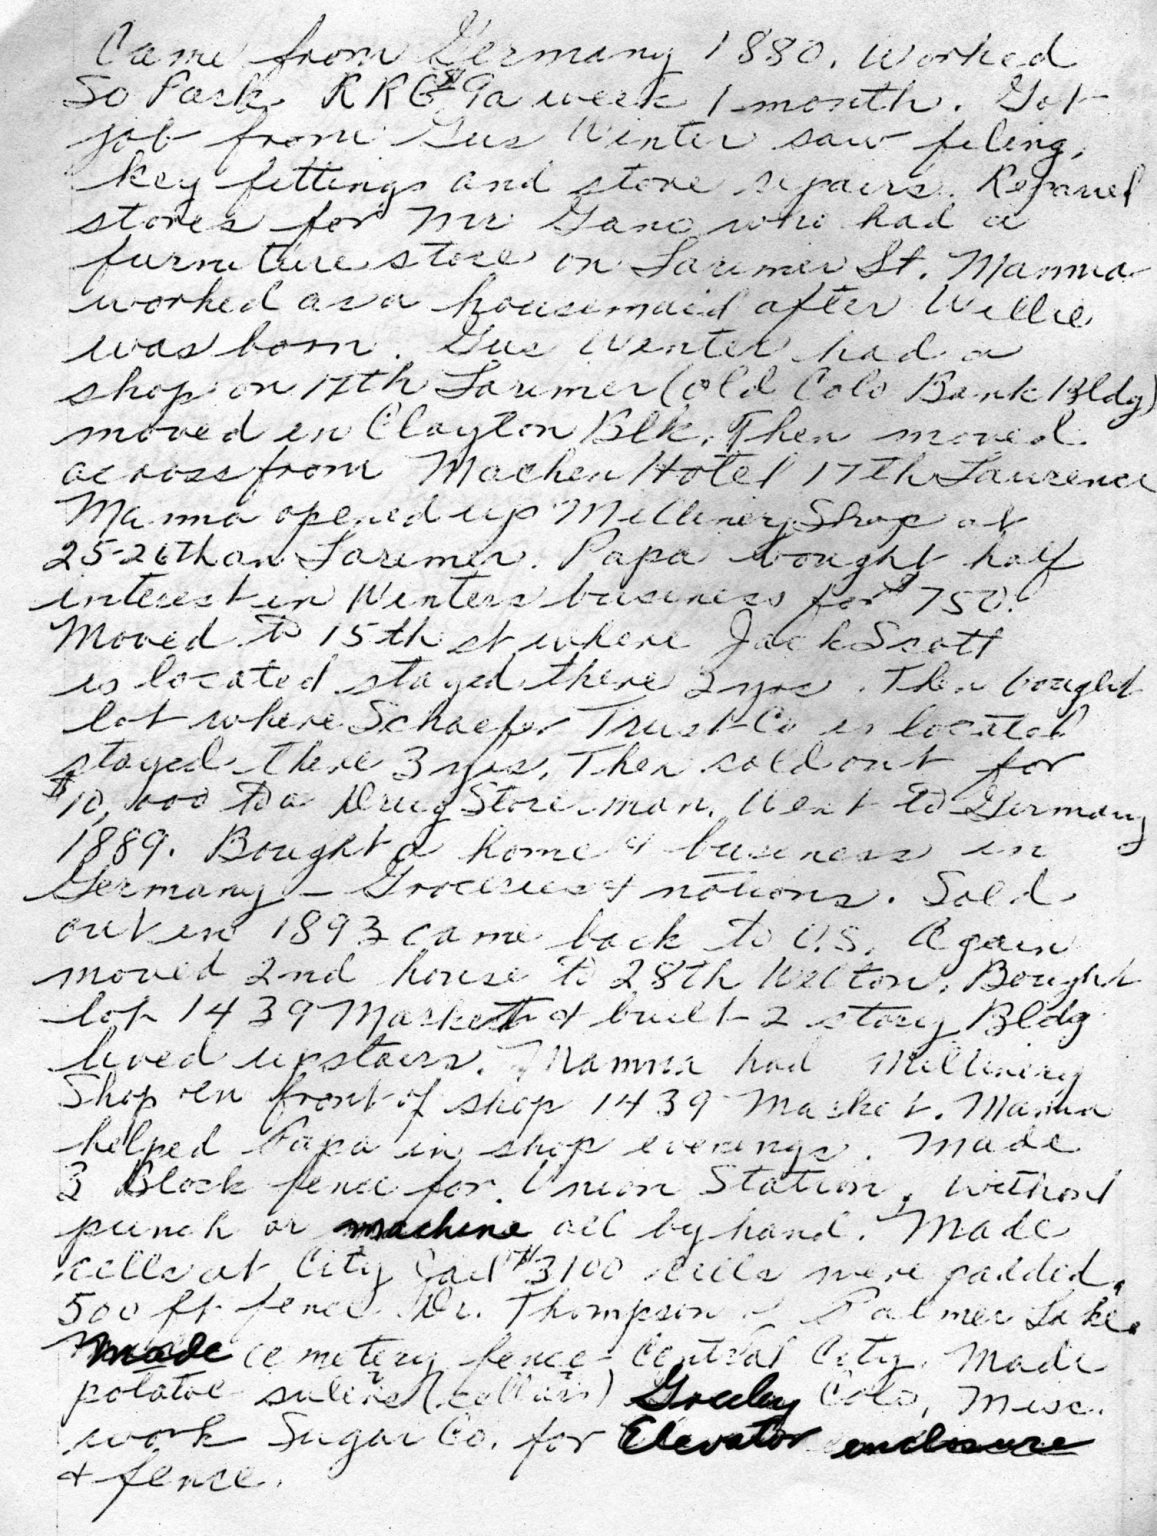 Came from Germany 1880. Worked
So Park RRC $9 a week 1 month. Got
job from Gus Winter saw filing,
key fittings and stove repairs. Repaired
stoves for Mr Gano who had a
furniture store on Larimer St. Mamma
worked as a housemaid after Willie
was born. Gus Winter had a
shop on 17th Larimer (old Colo Bank Bldg)
moved in Clayton Blk. Then moved
across from Machen Hotel 17th Laurence
Mamma opened up Millinery Shop at
25-26th on Larimer. Papa bought half
interest in Winters business for $750.
Moved to 15th st where Jack Scott
is located stayed there 2 yrs. Then bought
lot where Schaefer Trust Co is located
stayed there 3 yrs. Then sold out for
$10,000 to a Drug Store man. Went to Germany
1889. Bought a home & business in
Germany - Groceries & notions. Sold
out in 1893 came back to U.S. Again
moved 2nd house to 28th Welton. Bought
lot 1439 Market & built 2 story Bldg
lived upstairs. Mamma had Millinery
Shop in front of shop 1439 Market. Mamma
helped Papa in shop evenings. Made
3 Block fence for Union Station. Without
punch or machine all by hand. Made
cells at City Jail $3100 cells were padded.
500 ft fence Dr. Thompson Palmer Lake.
Made cemetery fence Central City. Made
potatoe (cellars) Greeley Colo, Misc.
work Sugar Co. for Elevator enclosure
& fence.